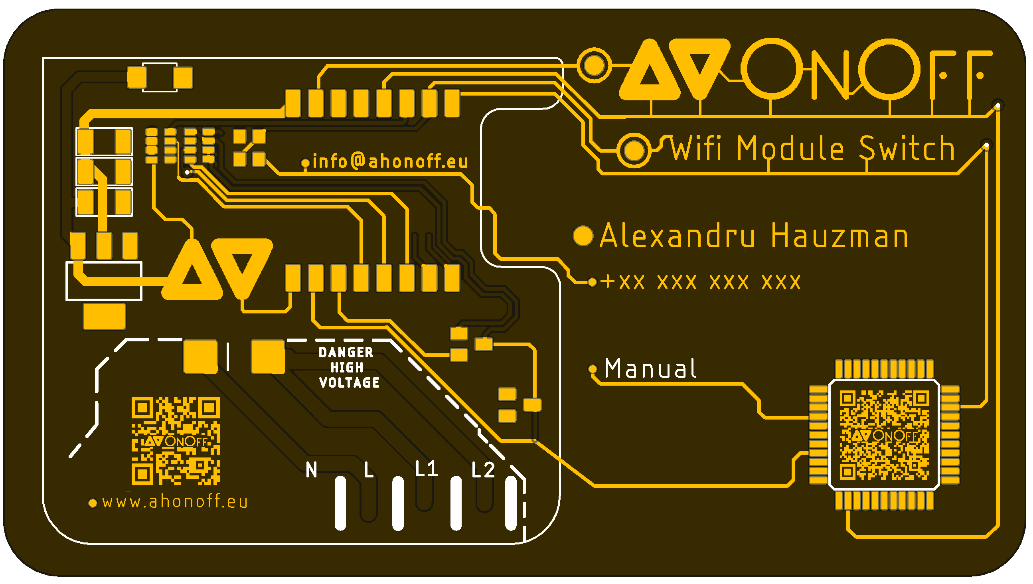 OnOff
Wifi Module Switch
info@ahonoff.eu
Alexandru Hauzman
+xx xxx xxx xxx
DANGER
HIGH
VOLTAGE
Manual
OnOff
OnOff
N L L1 L2
www.ahonoff.eu